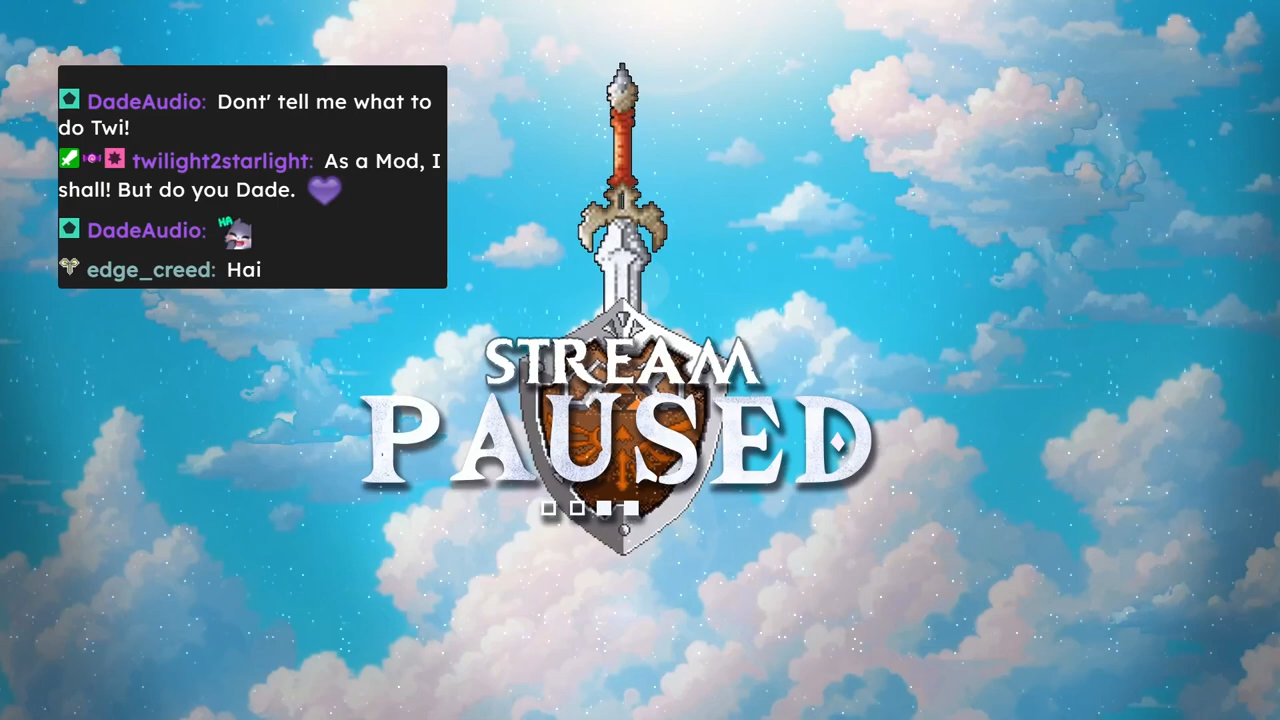 DadeAudio: Dont' tell me what to
do Twi!
twilight2starlight: As a Mod, I
shall! But do you Dade.
DadeAudio: HA
edge_creed: Hai
STREAM
PAUSED